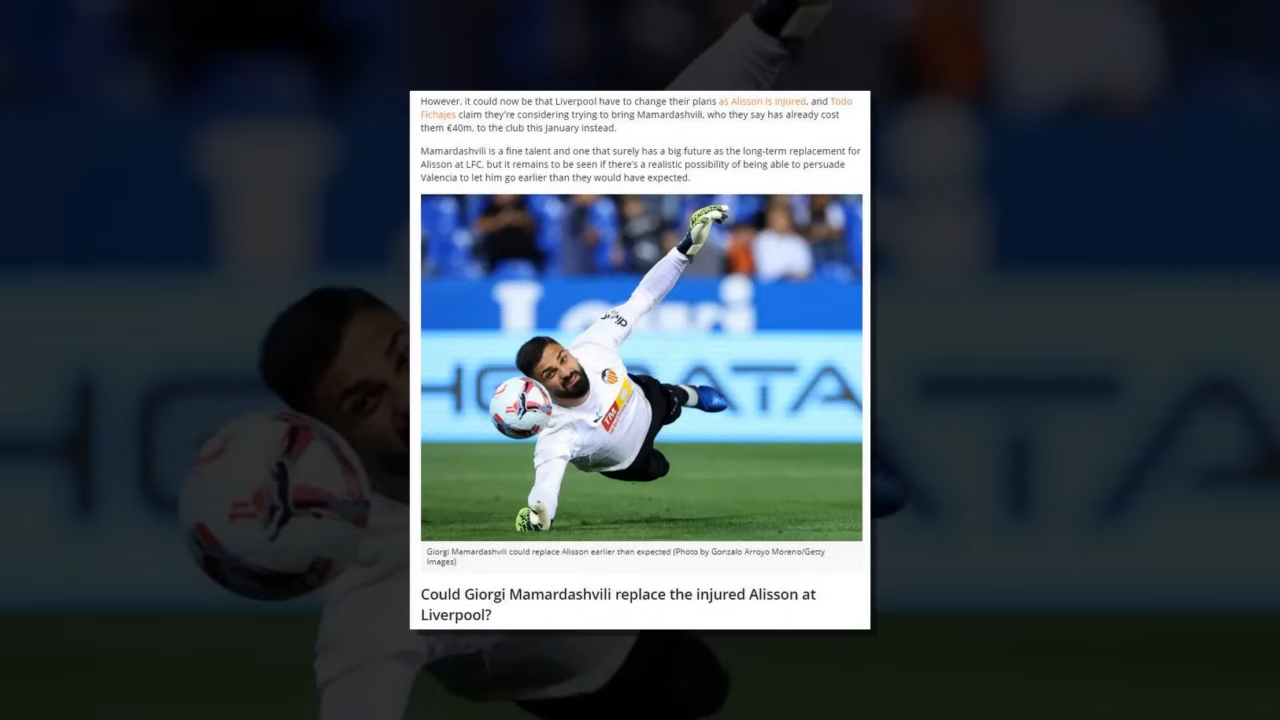 However, it could now be that Liverpool have to change their plans as Alisson is injured, and Todo
Fichajes claim they're considering trying to bring Mamardashvili, who they say has already cost
them €40m, to the club this January instead.
Mamardashvili is a fine talent and one that surely has a big future as the long-term replacement for
Alisson at LFC, but it remains to be seen if there's a realistic possibility of being able to persuade
Valencia to let him go earlier than they would have expected.
TM
Giorgi Mamardashvili could replace Alisson earlier than expected (Photo by Gonzalo Arroyo Moreno/Getty
Images)
Could Giorgi Mamardashvili replace the injured Alisson at
Liverpool?